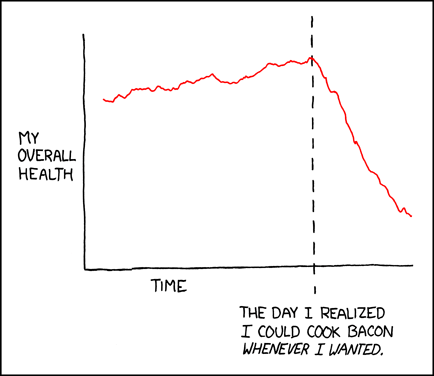 MY
OVERALL
HEALTH
TIME
THE DAY I REALIZED
I COULD COOK BACON
WHENEVER I WANTED.